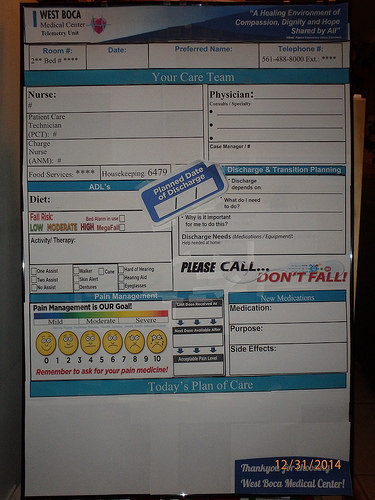 WEST BOCA
Medical Center
Telemetry Unit
"A Healing Environment of
Compassion, Dignity and Hope
Shared by All"
Room #:
Date:
Preferred Name:
Telephone #:
2** Bed # ****
561-488-8000 Ext.: ****
Your Care Team
Nurse:
#
Patient Care
Technician
(PCT): #
Charge
Nurse
(ANM): #
Food Services: ****
Housekeeping 6479
Physician:
Consults / Specialty
Case Manager / #
Planned Date
of Discharge
ADL's
Diet:
Fall Risk:
Bed Alarm in use
LOW MODERATE HIGH MegaFall
Activity/ Therapy:
One Assist
Two Assist
No Assist
Walker
Skin Alert
Dentures
Cane
Hard of Hearing
Hearing Aid
Eyeglasses
Discharge & Transition Planning
Discharge
depends on:
What do I need
to do?
Why is it important
for me to do this?
Discharge Needs (Medications / Equipment):
Help needed at home:
PLEASE CALL...
DON'T FALL!
Pain Management
Pain Management is OUR Goal!
Mild Moderate Severe
0 1 2 3 4 5 6 7 8 9 10
Remember to ask for your pain medicine!
Last Dose Received At
Next Dose Available After
Acceptable Pain Level
New Medications
Medication:
Purpose:
Side Effects:
Today's Plan of Care
Thankyou for choosing
West Boca Medical Center!
12/31/2014